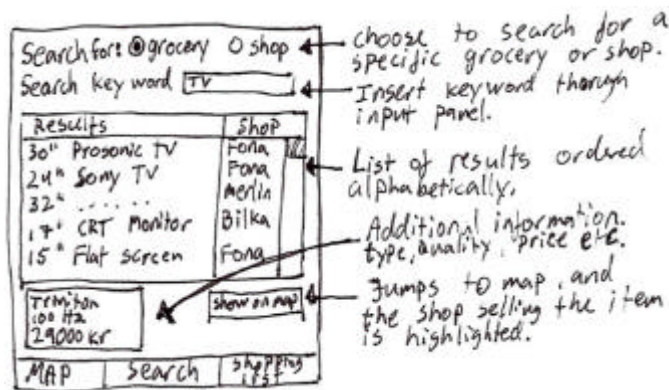 Search for: grocery shop
Search key word TV
Results Shop
30" Prosonic TV Fona
24" Sony TV Fona
32" ...... Merlin
17" CRT Monitor Bilka
15" Flat screen Fona
100 Hz
29000 kr
show on map
MAP Search shopping list
choose to search for a
specific grocery or shop.
Insert keyword thorugh
input panel.
List of results ordered
alphabetically.
Additional information.
type, quality, price etc.
Jumps to map, and
the shop selling the item
is highlighted.